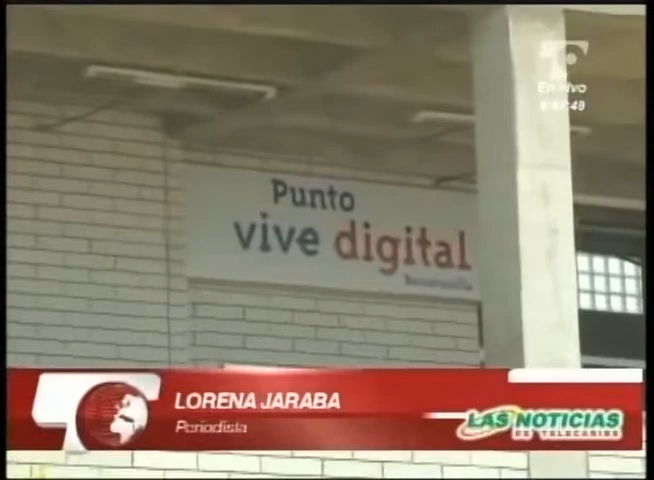 En vivo
Punto
vive digital
LORENA JARABA
Periodista
LAS NOTICIAS
DE TELECARIBE